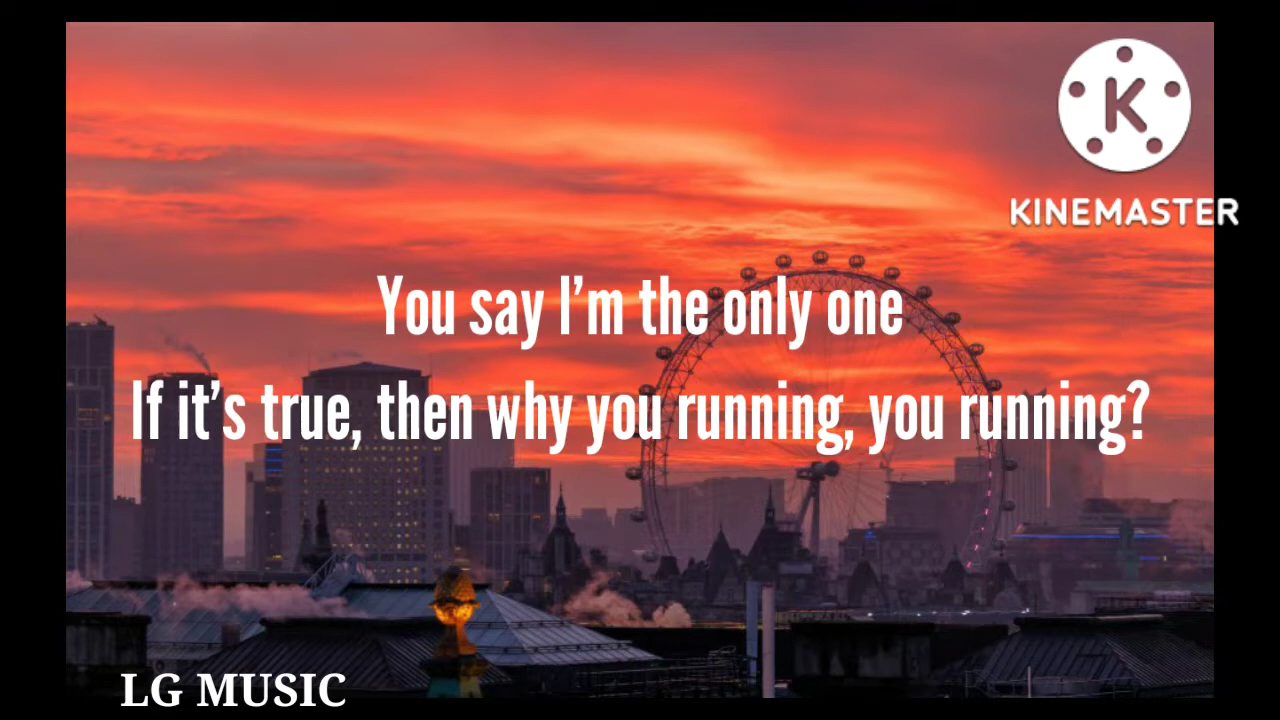 K
KINEMASTER
You say I’m the only one
If it’s true, then why you running, you running?
LG MUSIC